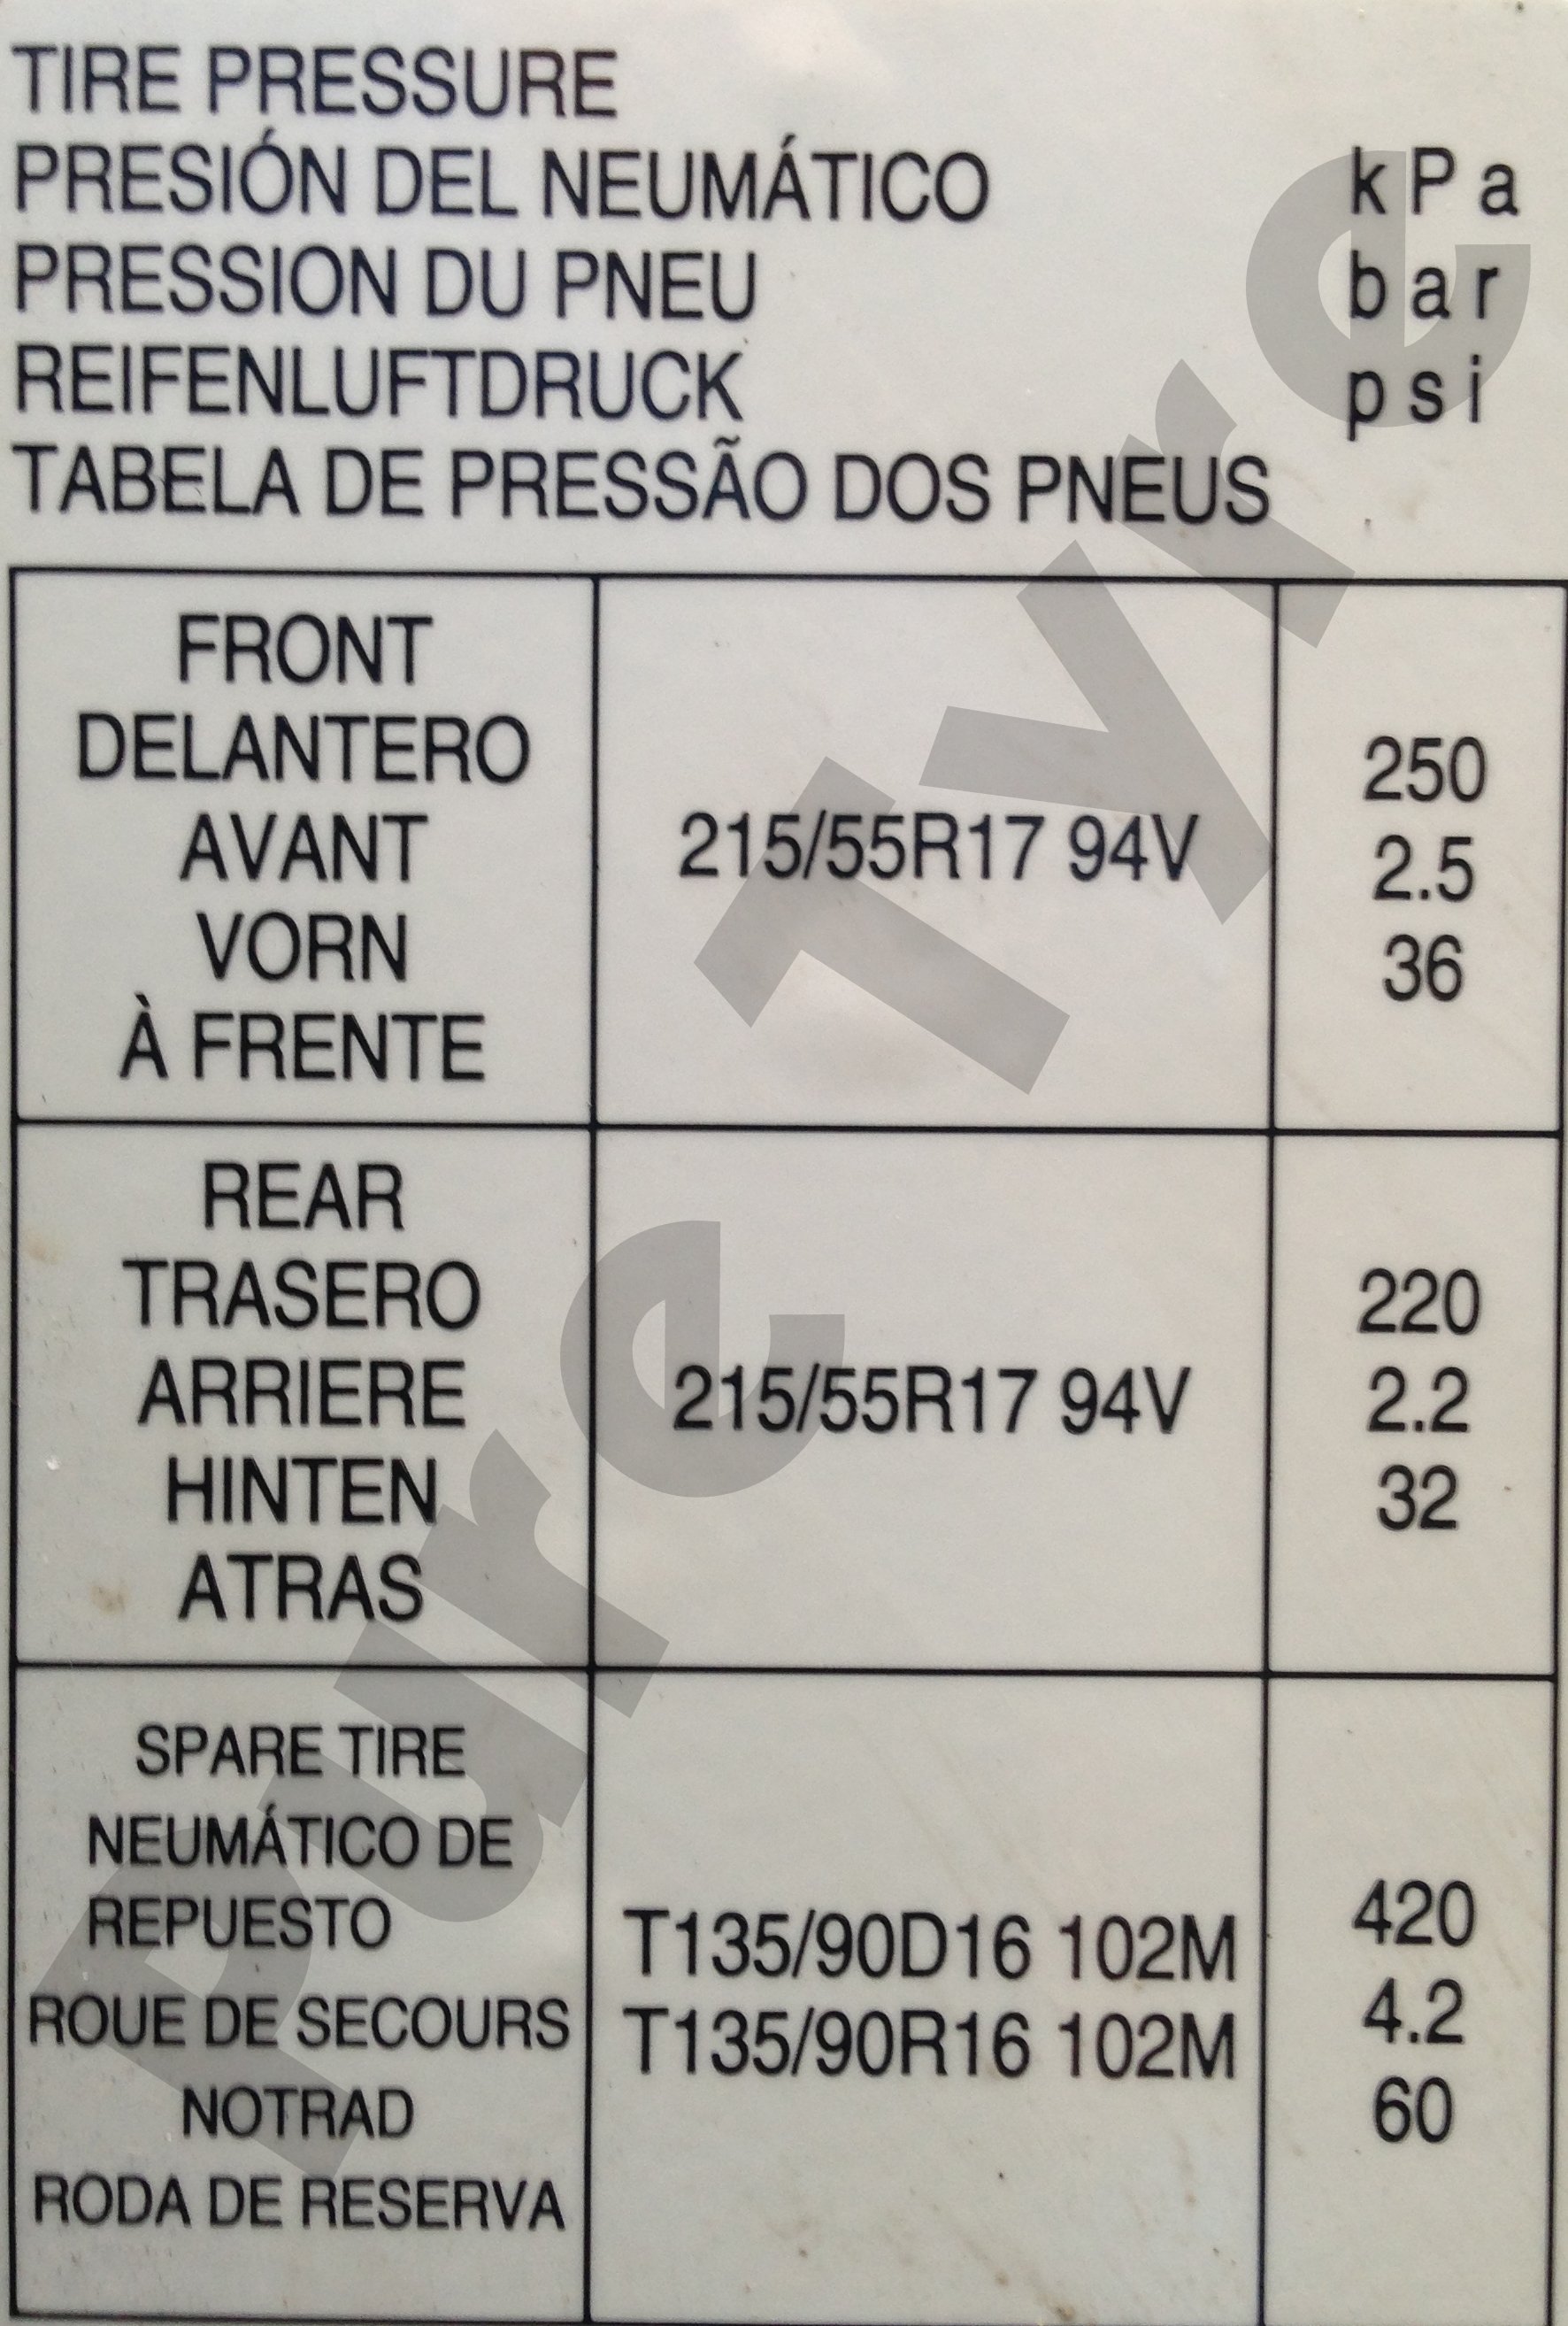 TIRE PRESSURE
PRESIÓN DEL NEUMÁTICO kPa
PRESSION DU PNEU bar
REIFENLUFTDRUCK psi
TABELA DE PRESSÃO DOS PNEUS
FRONT
DELANTERO
AVANT
VORN
À FRENTE
215/55R17 94V
250
2.5
36
REAR
TRASERO
ARRIERE
HINTEN
ATRAS
215/55R17 94V
220
2.2
32
SPARE TIRE
NEUMÁTICO DE
REPUESTO
ROUE DE SECOURS
NOTRAD
RODA DE RESERVA
T135/90D16 102M
T135/90R16 102M
420
4.2
60
Pure Tyre